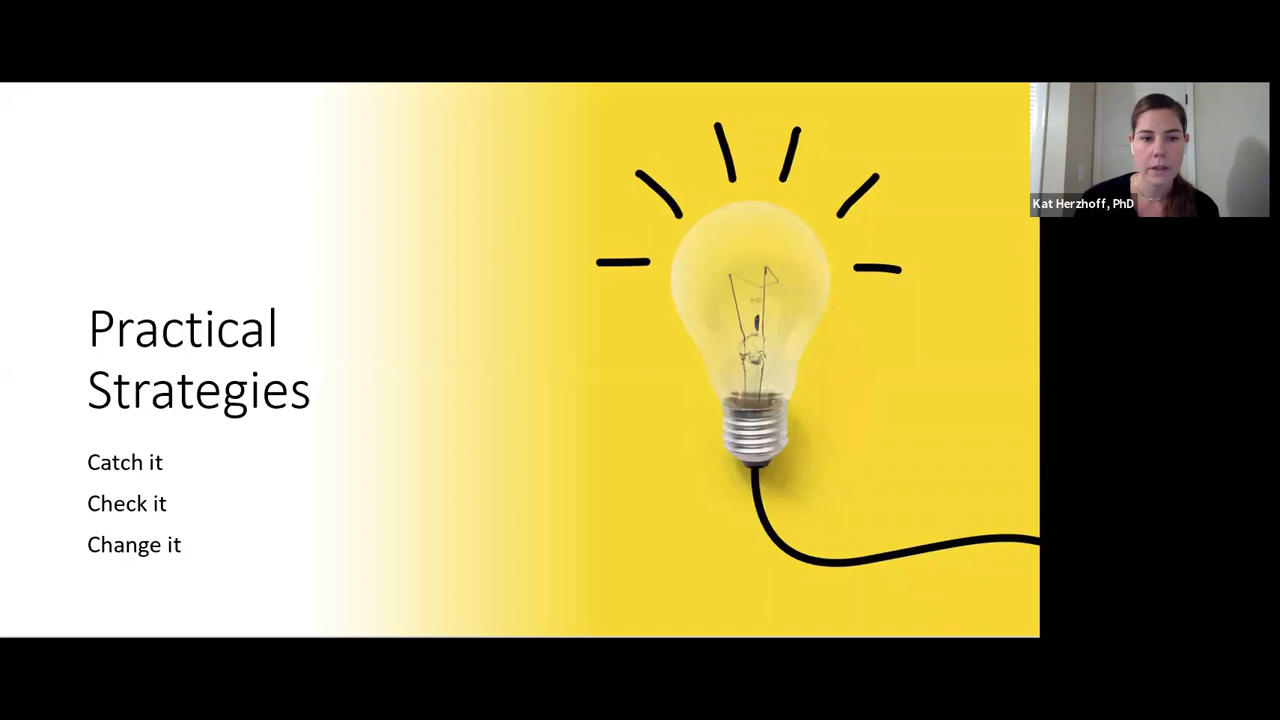 Practical
Strategies
Catch it
Check it
Change it
Kat Herzhoff, PhD